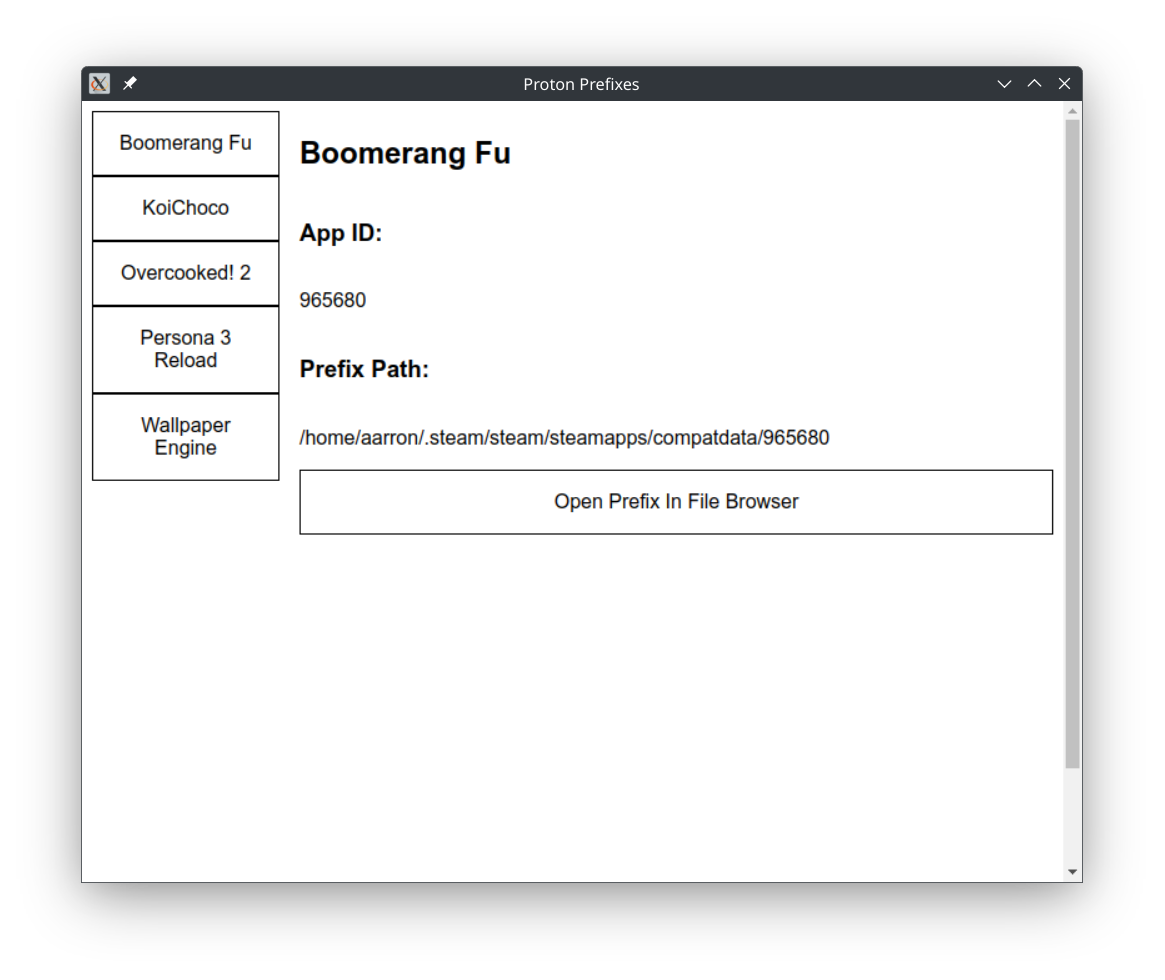 Proton Prefixes
Boomerang Fu
KoiChoco
Overcooked! 2
Persona 3
Reload
Wallpaper
Engine
Boomerang Fu
App ID:
965680
Prefix Path:
/home/aarron/.steam/steam/steamapps/compatdata/965680
Open Prefix In File Browser